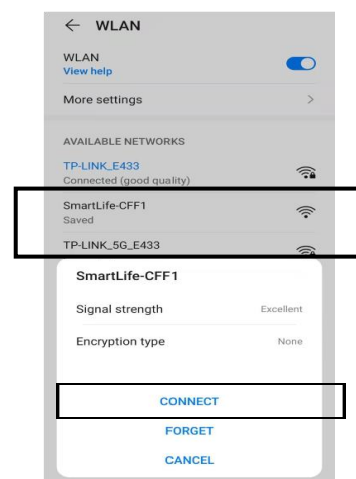 ← WLAN
WLAN
View help
More settings >
AVAILABLE NETWORKS
TP-LINK_E433
Connected (good quality)
SmartLife-CFF1
Saved
TP-LINK_5G_E433
SmartLife-CFF1
Signal strength Excellent
Encryption type None
CONNECT
FORGET
CANCEL